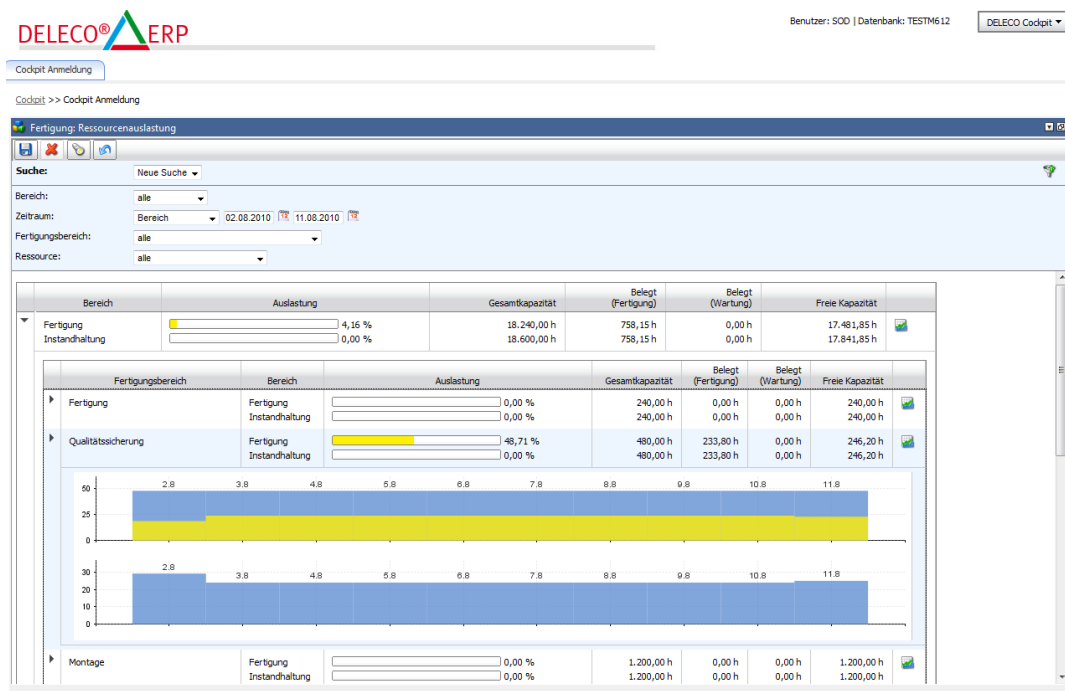 DELECO® ERP
Benutzer: SOD | Datenbank: TESTM612
DELECO Cockpit
Cockpit Anmeldung
Cockpit >> Cockpit Anmeldung
Fertigung: Ressourcenauslastung
Suche: Neue Suche
Bereich: alle
Zeitraum: Bereich 02.08.2010 12 11.08.2010 12
Fertigungsbereich: alle
Ressource: alle
Bereich Auslastung Gesamtkapazität Belegt (Fertigung) Belegt (Wartung) Freie Kapazität
Fertigung 4,16 % 18.240,00 h 758,15 h 0,00 h 17.481,85 h
Instandhaltung 0,00 % 18.600,00 h 758,15 h 0,00 h 17.841,85 h
Fertigungsbereich Bereich Auslastung Gesamtkapazität Belegt (Fertigung) Belegt (Wartung) Freie Kapazität
Fertigung Fertigung 0,00 % 240,00 h 0,00 h 0,00 h 240,00 h
Instandhaltung 0,00 % 240,00 h 0,00 h 0,00 h 240,00 h
Qualitätssicherung Fertigung 48,71 % 480,00 h 233,80 h 0,00 h 246,20 h
Instandhaltung 0,00 % 480,00 h 233,80 h 0,00 h 246,20 h
2.8 3.8 4.8 5.8 6.8 7.8 8.8 9.8 10.8 11.8
50
25
0
2.8 3.8 4.8 5.8 6.8 7.8 8.8 9.8 10.8 11.8
30
20
10
0
Montage Fertigung 0,00 % 1.200,00 h 0,00 h 0,00 h 1.200,00 h
Instandhaltung 0,00 % 1.200,00 h 0,00 h 0,00 h 1.200,00 h